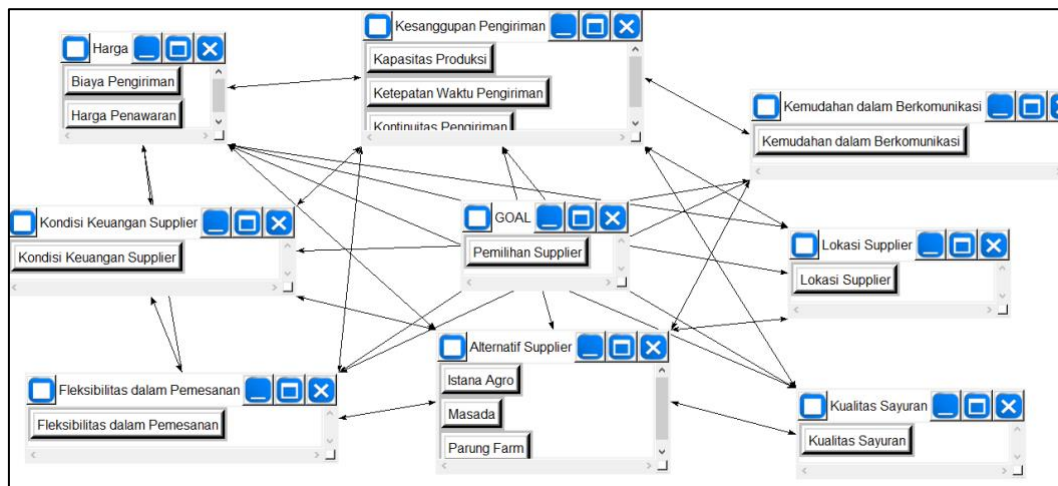 Harga
Biaya Pengiriman
Harga Penawaran
Kesanggupan Pengiriman
Kapasitas Produksi
Ketepatan Waktu Pengiriman
Kontinuitas Pengiriman
Kemudahan dalam Berkomunikasi
Kemudahan dalam Berkomunikasi
Kondisi Keuangan Supplier
Kondisi Keuangan Supplier
GOAL
Pemilihan Supplier
Lokasi Supplier
Lokasi Supplier
Fleksibilitas dalam Pemesanan
Fleksibilitas dalam Pemesanan
Alternatif Supplier
Istana Agro
Masada
Parung Farm
Kualitas Sayuran
Kualitas Sayuran